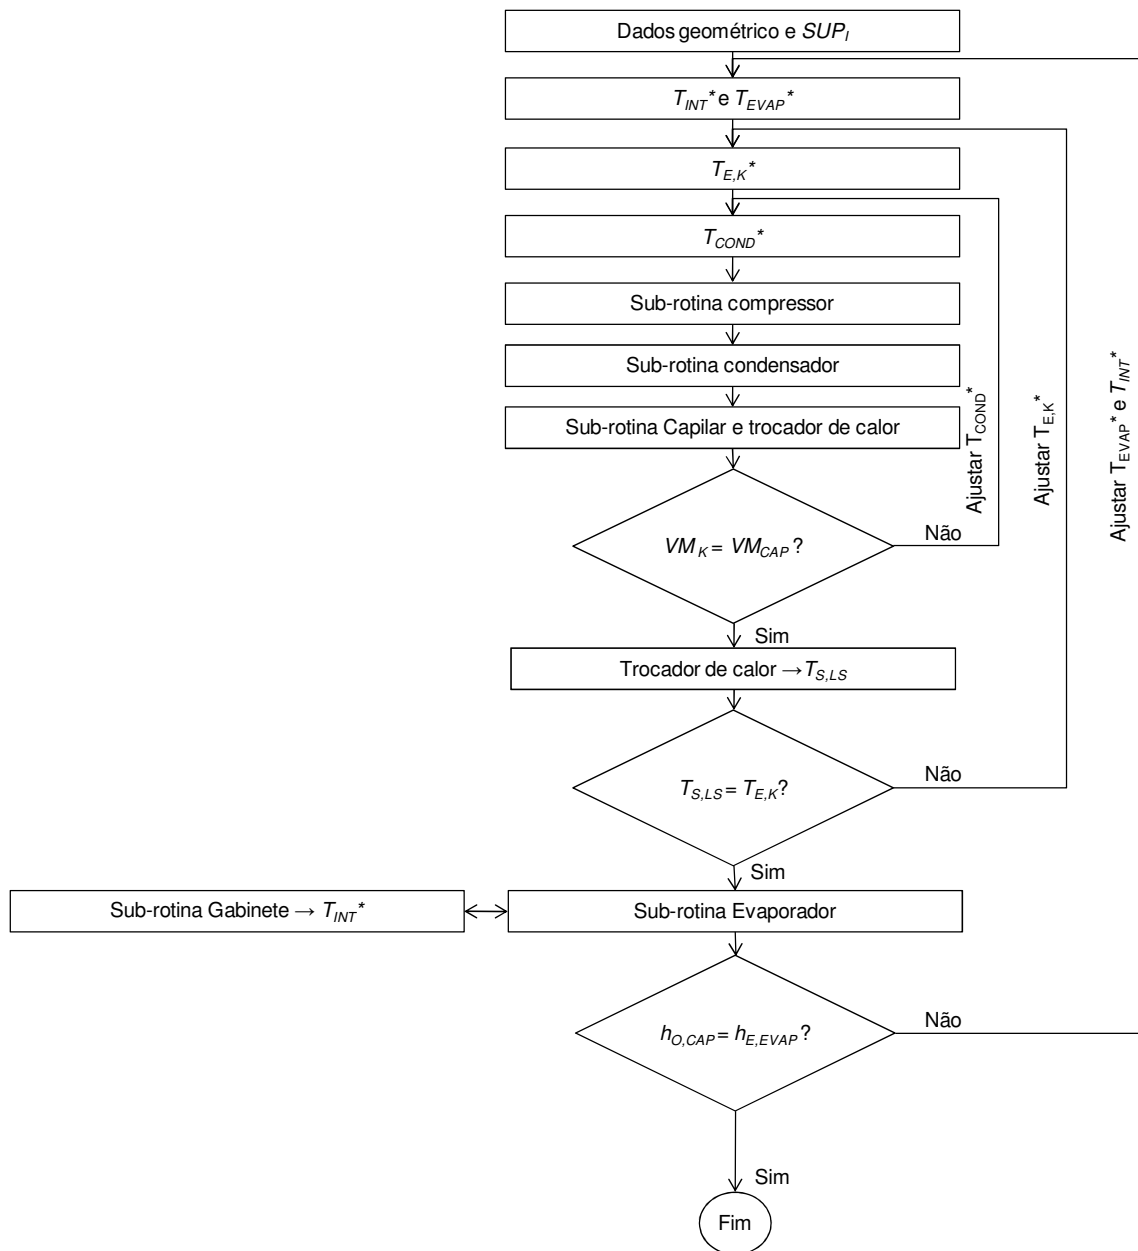 Dados geométrico e SUP_I
T_INT* e T_EVAP*
T_E,K*
T_COND*
Sub-rotina compressor
Sub-rotina condensador
Sub-rotina Capilar e trocador de calor
Ajustar T_COND*
Ajustar T_E,K*
Ajustar T_EVAP* e T_INT*
VM_K = VM_CAP?
Não
Sim
Trocador de calor → T_S,LS
T_S,LS = T_E,K?
Não
Sim
Sub-rotina Gabinete → T_INT*
Sub-rotina Evaporador
h_O,CAP = h_E,EVAP?
Não
Sim
Fim